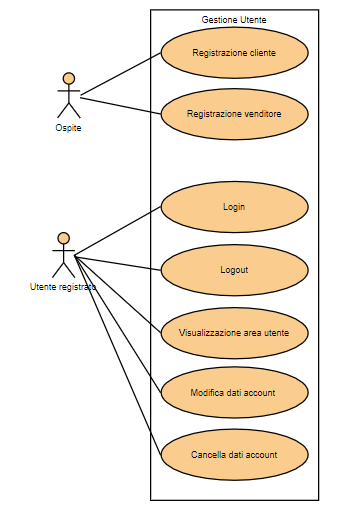 Gestione Utente
Registrazione cliente
Registrazione venditore
Ospite
Login
Logout
Utente registrato
Visualizzazione area utente
Modifica dati account
Cancella dati account